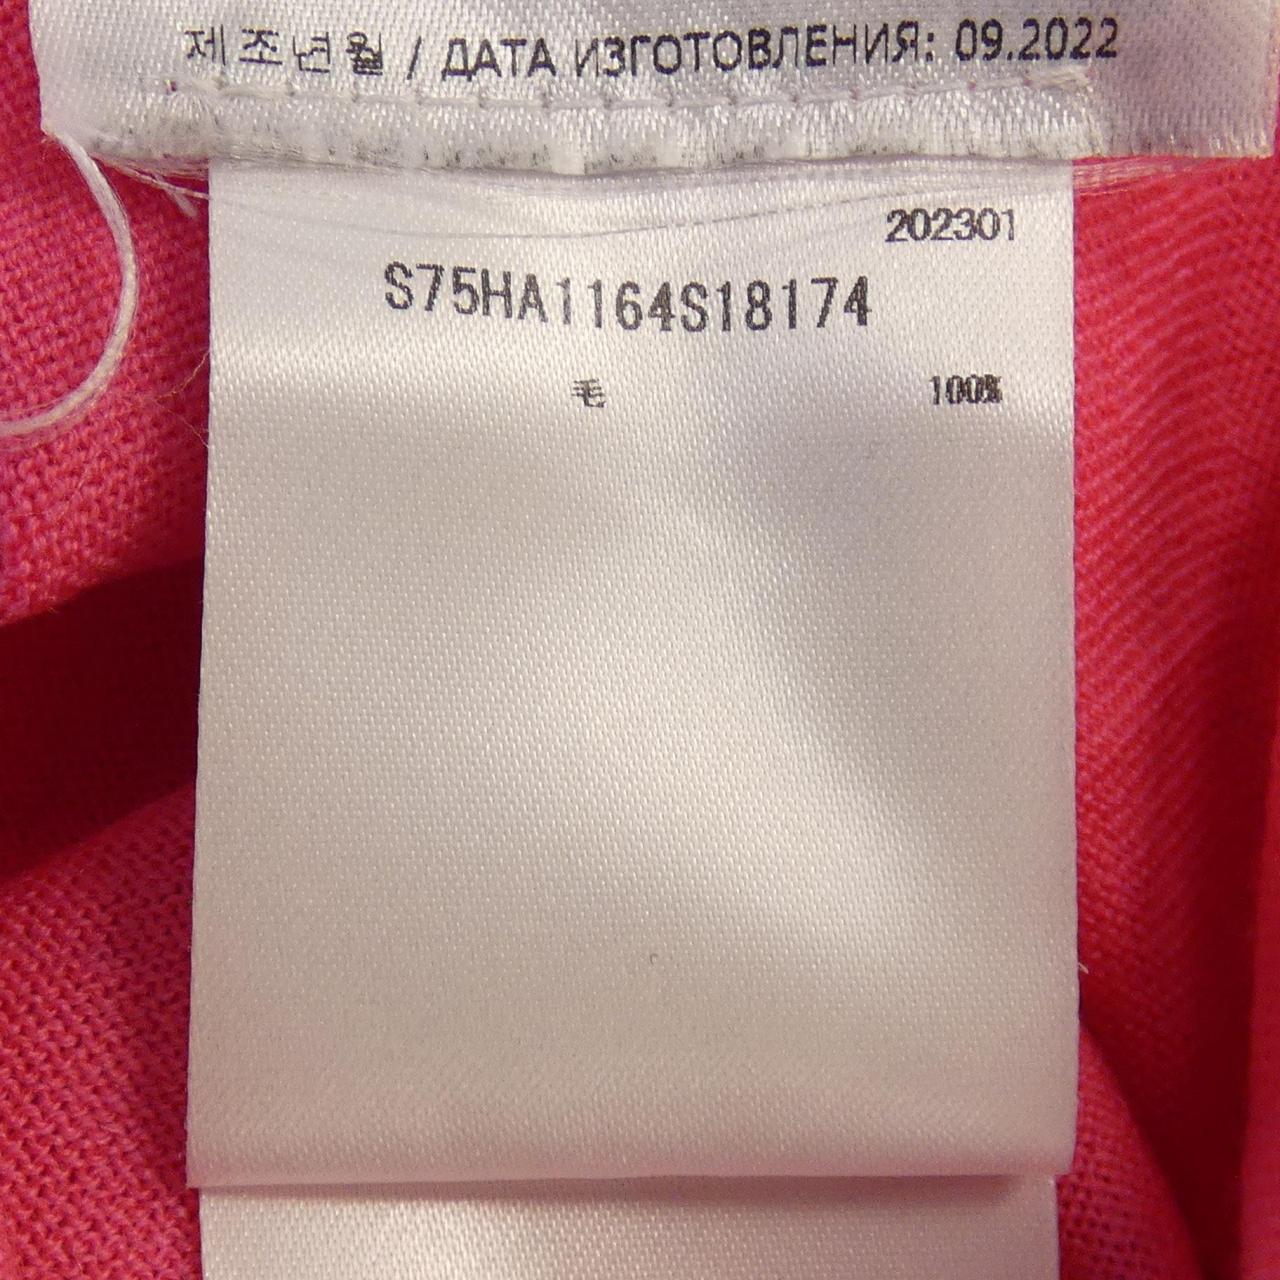 제조년월 / ДАТА ИЗГОТОВЛЕНИЯ: 09.2022
202301
S75HA1164S18174
毛 100%